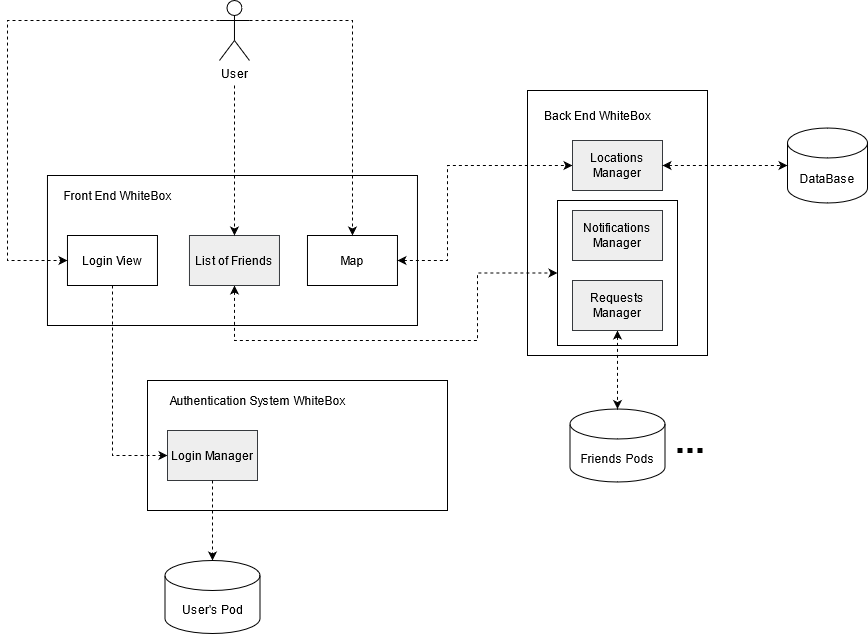 User
Back End WhiteBox
Locations
Manager
DataBase
Front End WhiteBox
Notifications
Manager
Login View
List of Friends
Map
Requests
Manager
Authentication System WhiteBox
Login Manager
Friends Pods
...
User's Pod